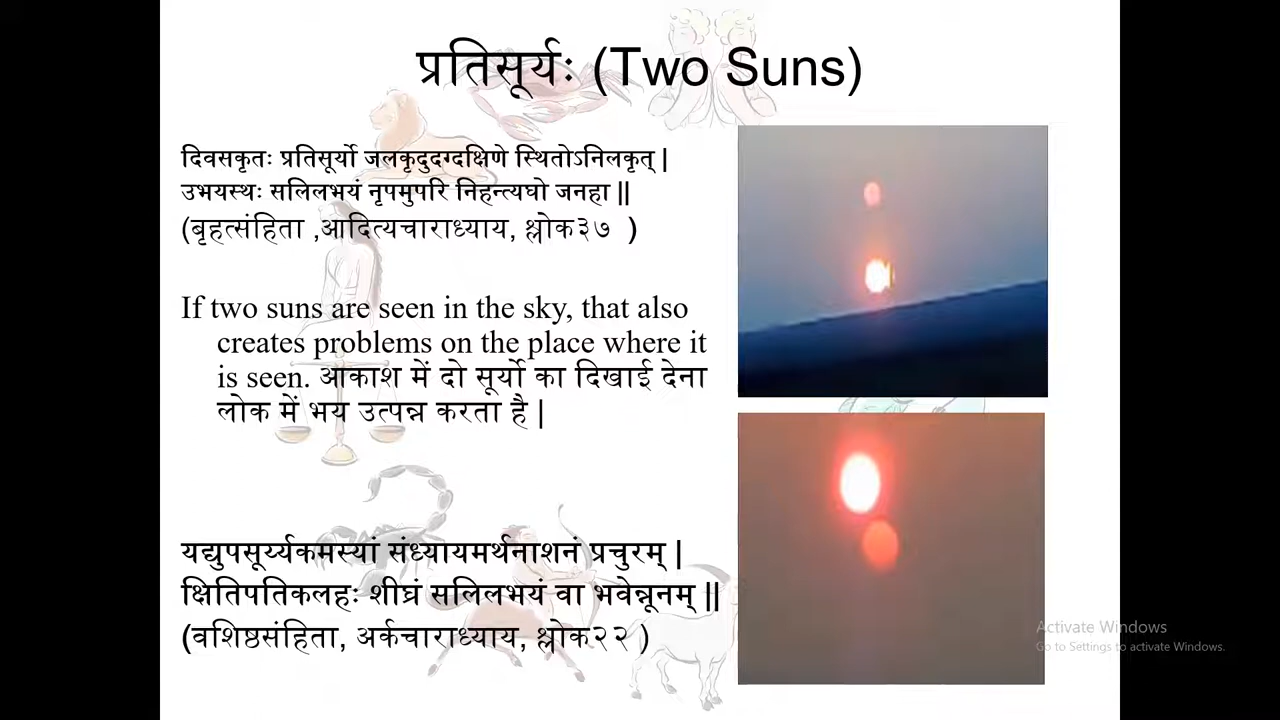 प्रतिसूर्यः (Two Suns)
दिवसकृतः प्रतिसूर्यो जलकृदुदग्दक्षिणे स्थितोऽनिलकृत् |
उभयस्थः सलिलभयं नृपमुपरि निहन्त्यघो जनहा ||
(बृहत्संहिता ,आदित्यचाराध्याय, श्लोक३७ )
If two suns are seen in the sky, that also
creates problems on the place where it
is seen. आकाश में दो सूर्यो का दिखाई देना
लोक में भय उत्पन्न करता है |
यद्युपसूर्य्यकमस्यां संध्यायमर्थनाशनं प्रचुरम् |
क्षितिपतिकलहः शीघ्रं सलिलभयं वा भवेन्नूनम् ||
(वशिष्ठसंहिता, अर्कचाराध्याय, श्लोक२२ )
Activate Windows
Go to Settings to activate Windows.